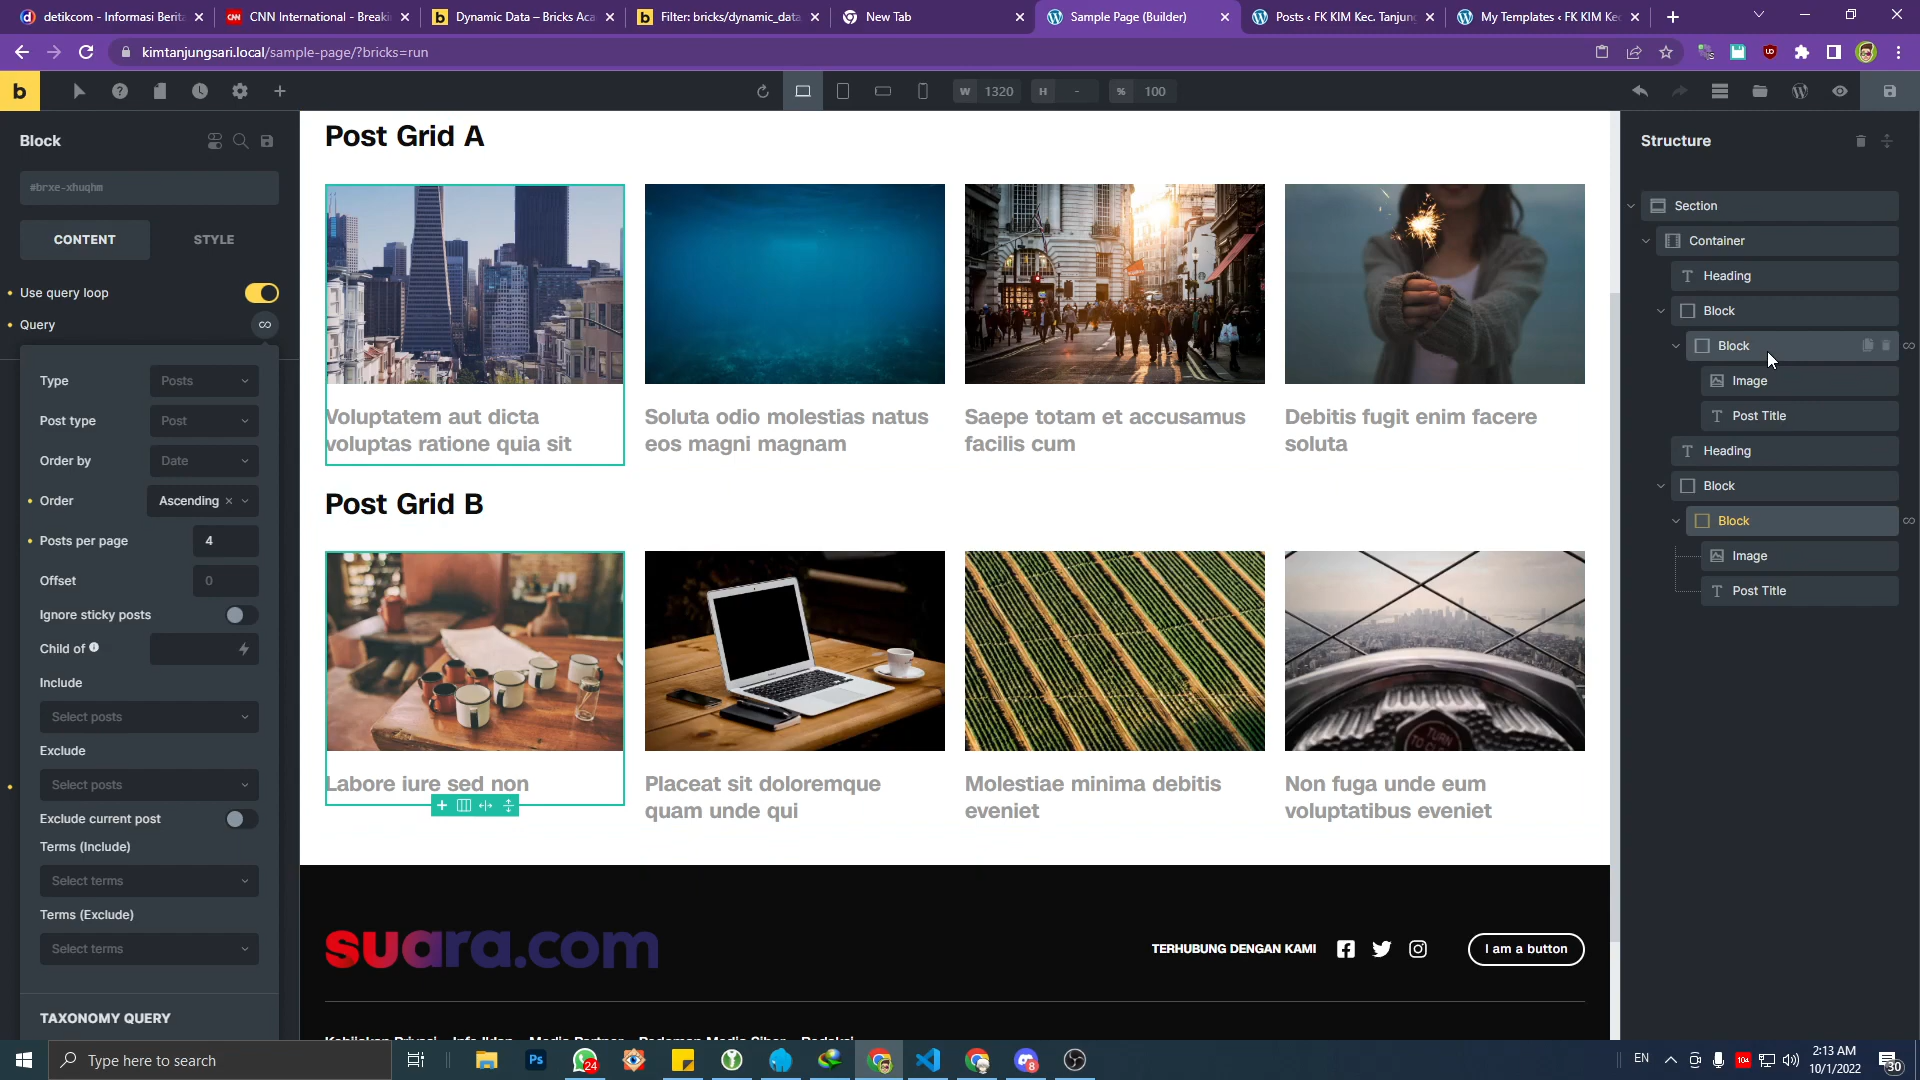 detikcom - Informasi Berita
CNN International - Breaki
Dynamic Data – Bricks Aca
Filter: bricks/dynamic_data
New Tab
Sample Page (Builder)
Posts ‹ FK KIM Kec. Tanjung
My Templates ‹ FK KIM Kec
kimtanjungsari.local/sample-page/?bricks=run
b
W 1320
H -
% 100
Block
#brxe-xhuqhm
CONTENT
STYLE
Use query loop
Query
Type
Posts
Post type
Post
Order by
Date
Order
Ascending
Posts per page
4
Offset
0
Ignore sticky posts
Child of
Include
Select posts
Exclude
Select posts
Exclude current post
Terms (Include)
Select terms
Terms (Exclude)
Select terms
TAXONOMY QUERY
Post Grid A
Voluptatem aut dicta
voluptas ratione quia sit
Soluta odio molestias natus
eos magni magnam
Saepe totam et accusamus
facilis cum
Debitis fugit enim facere
soluta
Post Grid B
Labore iure sed non
Placeat sit doloremque
quam unde qui
Molestiae minima debitis
eveniet
Non fuga unde eum
voluptatibus eveniet
suara.com
TERHUBUNG DENGAN KAMI
I am a button
Structure
Section
Container
Heading
Block
Block
Image
Post Title
Heading
Block
Block
Image
Post Title
Type here to search
24
8
EN
2:13 AM
10/1/2022
30